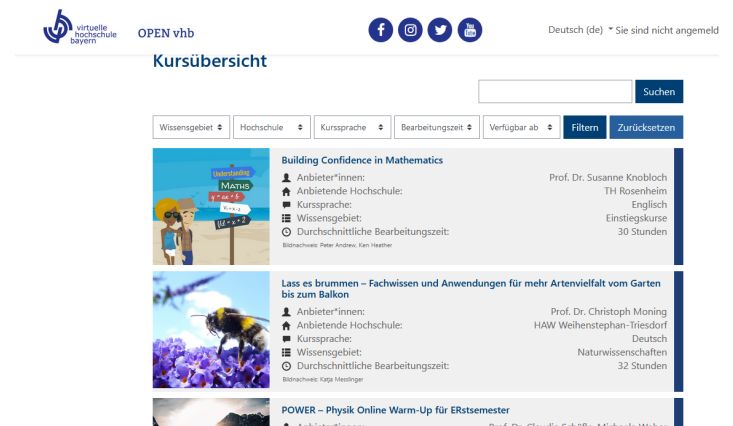 virtuelle
hochschule
bayern
OPEN vhb
Deutsch (de) Sie sind nicht angemeld
Kursübersicht
Suchen
Wissensgebiet Hochschule Kurssprache Bearbeitungszeit Verfügbar ab Filtern Zurücksetzen
Understanding
MATHS
y = ax + b
Building Confidence in Mathematics
Anbieter*innen: Prof. Dr. Susanne Knobloch
Anbietende Hochschule: TH Rosenheim
Kurssprache: Englisch
Wissensgebiet: Einstiegskurse
Durchschnittliche Bearbeitungszeit: 30 Stunden
Bildnachweis: Peter Andrew, Ken Heather
Lass es brummen – Fachwissen und Anwendungen für mehr Artenvielfalt vom Garten
bis zum Balkon
Anbieter*innen: Prof. Dr. Christoph Moning
Anbietende Hochschule: HAW Weihenstephan-Triesdorf
Kurssprache: Deutsch
Wissensgebiet: Naturwissenschaften
Durchschnittliche Bearbeitungszeit: 32 Stunden
Bildnachweis: Katja Messlinger
POWER – Physik Online Warm-Up für ERstsemester